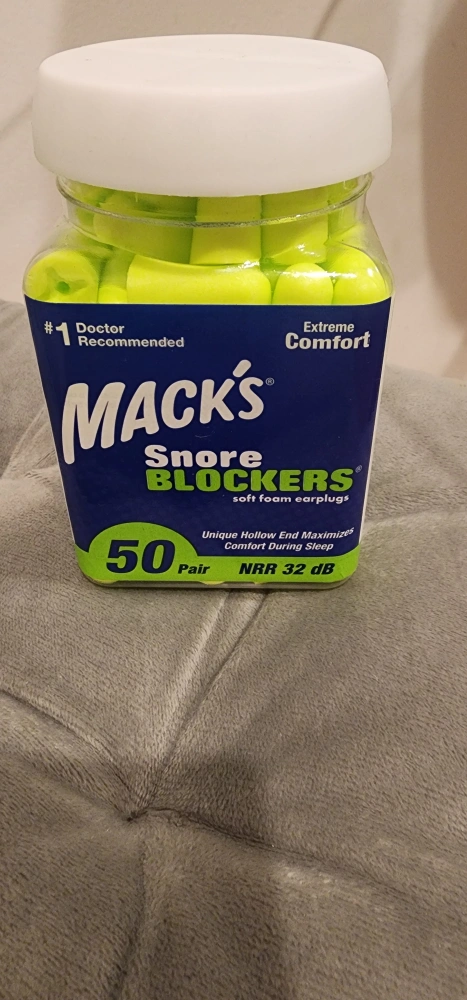 #1 Doctor
Recommended
Extreme
Comfort
MACK'S®
Snore
BLOCKERS®
soft foam earplugs
Unique Hollow End Maximizes
Comfort During Sleep
50 Pair
NRR 32 dB